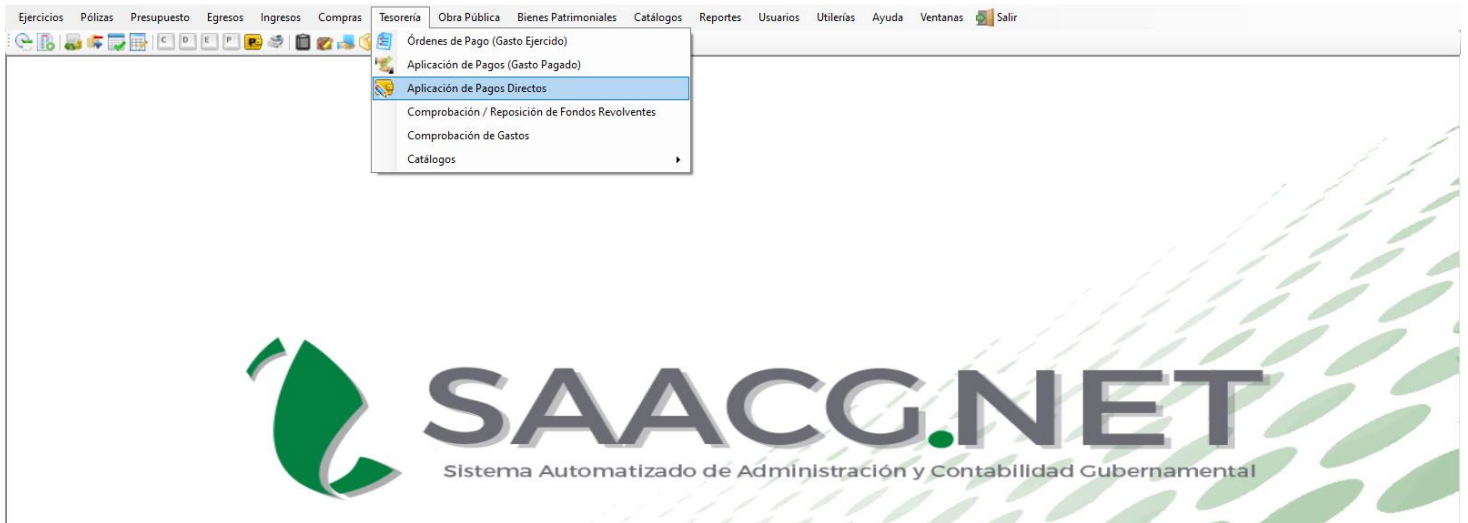 Ejercicios Pólizas Presupuesto Egresos Ingresos Compras Tesorería Obra Pública Bienes Patrimoniales Catálogos Reportes Usuarios Utilerías Ayuda Ventanas Salir
C D E P P
Órdenes de Pago (Gasto Ejercido)
Aplicación de Pagos (Gasto Pagado)
Aplicación de Pagos Directos
Comprobación / Reposición de Fondos Revolventes
Comprobación de Gastos
Catálogos
SAACG.NET
Sistema Automatizado de Administración y Contabilidad Gubernamental